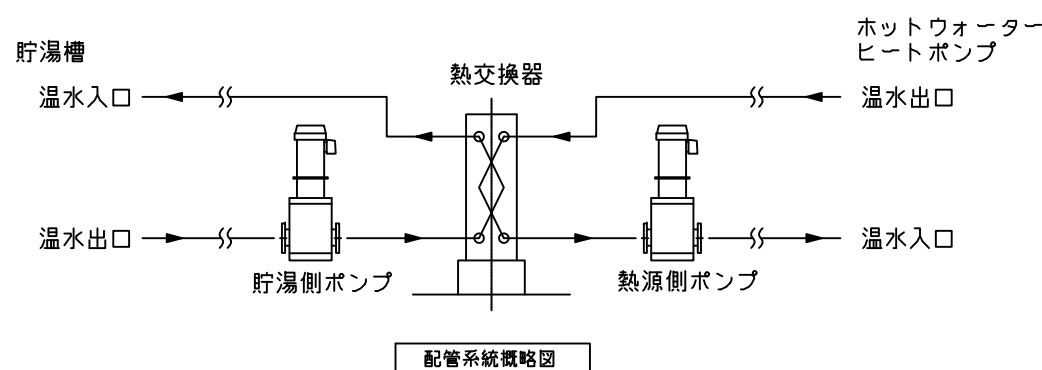 貯湯槽
ホットウォーター
ヒートポンプ
温水入口
熱交換器
温水出口
温水出口
温水入口
貯湯側ポンプ
熱源側ポンプ
配管系統概略図